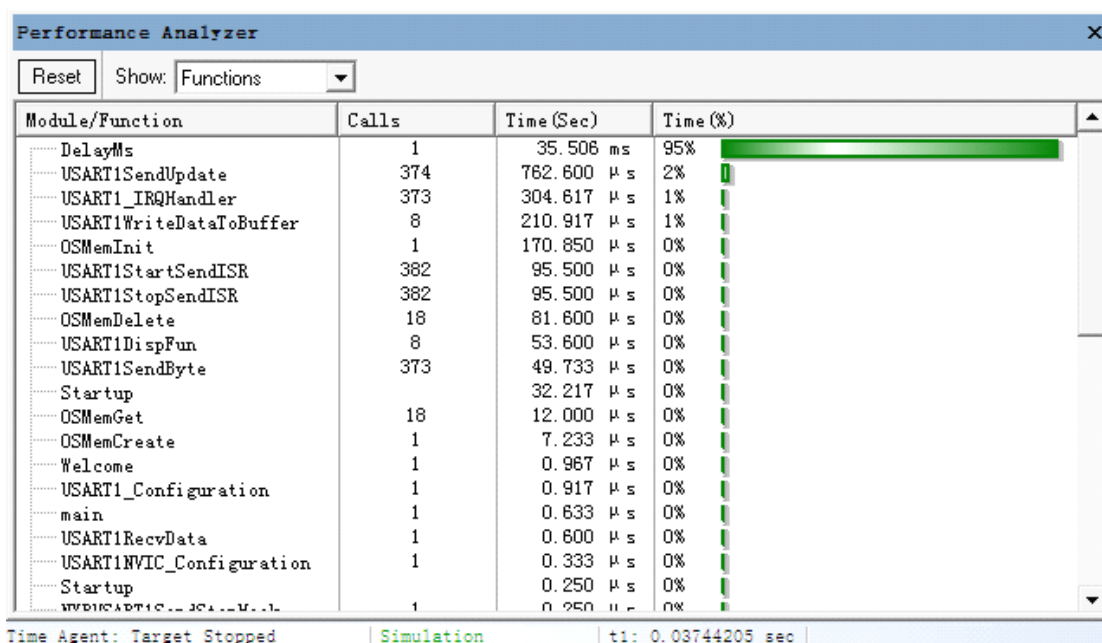 Performance Analyzer
Reset Show: Functions
Module/Function Calls Time(Sec) Time(%)
DelayMs 1 35.506 ms 95%
USART1SendUpdate 374 762.600 μs 2%
USART1_IRQHandler 373 304.617 μs 1%
USART1WriteDataToBuffer 8 210.917 μs 1%
OSMemInit 1 170.850 μs 0%
USART1StartSendISR 382 95.500 μs 0%
USART1StopSendISR 382 95.500 μs 0%
OSMemDelete 18 81.600 μs 0%
USART1DispFun 8 53.600 μs 0%
USART1SendByte 373 49.733 μs 0%
Startup 32.217 μs 0%
OSMemGet 18 12.000 μs 0%
OSMemCreate 1 7.233 μs 0%
Welcome 1 0.967 μs 0%
USART1_Configuration 1 0.917 μs 0%
main 1 0.633 μs 0%
USART1RecvData 1 0.600 μs 0%
USART1NVIC_Configuration 1 0.333 μs 0%
Startup 0.250 μs 0%
1 0.250 μs 0%
Time Agent: Target Stopped Simulation t1: 0.03744205 sec